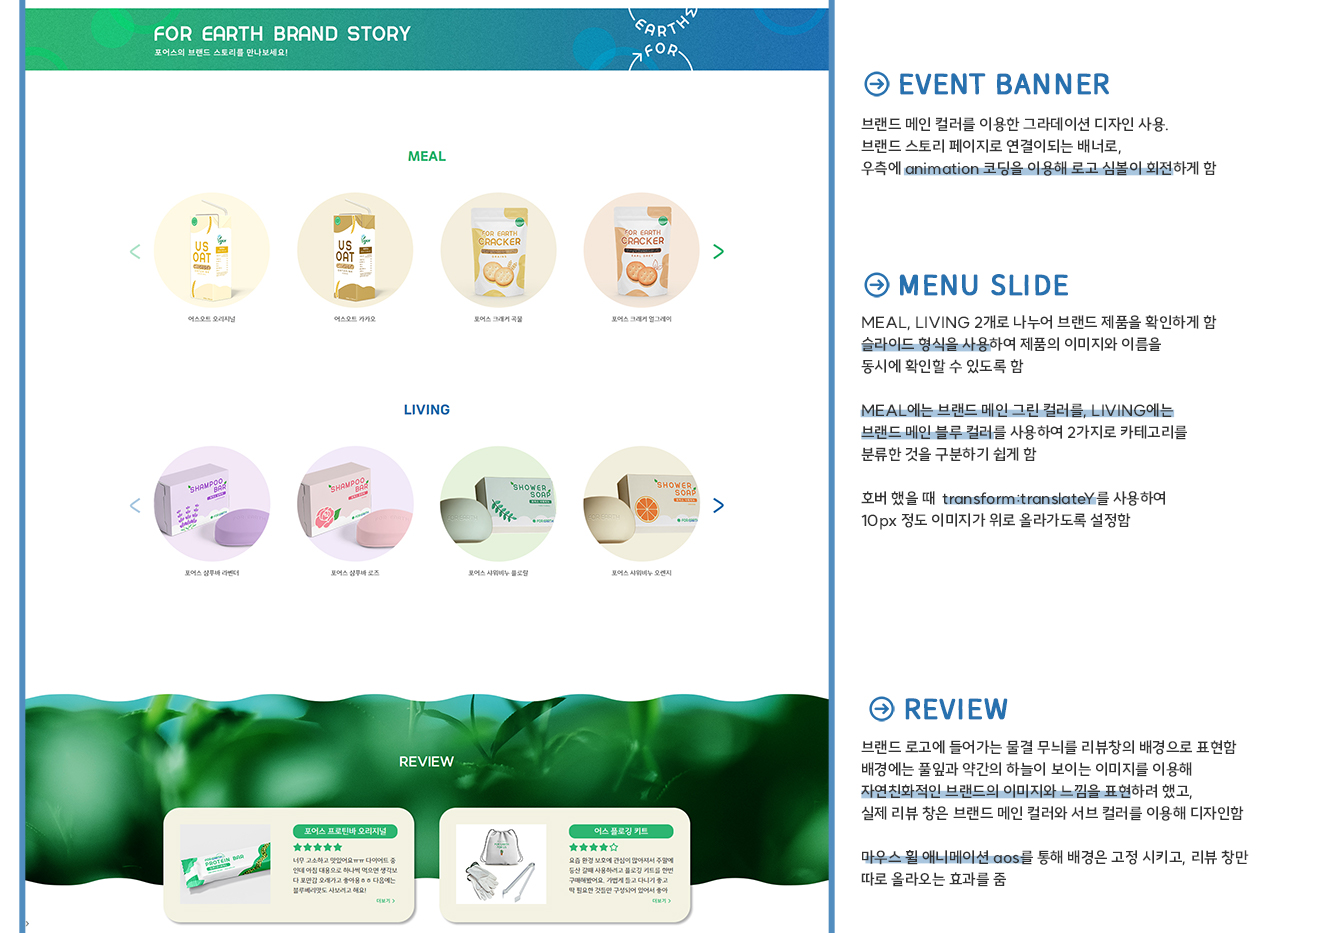 FOR EARTH BRAND STORY
포어스의 브랜드 스토리를 만나보세요!
EARTH
FOR
MEAL
US OAT
US OAT
FOR EARTH
CRACKER
FOR EARTH
CRACKER
어스오트 오리지널
어스오트 카카오
포어스 크래커 곡물
포어스 크래커 얼그레이
LIVING
SHAMPOO BAR
SHAMPOO BAR
SHOWER SOAP
SHOWER SOAP
포어스 샴푸바 라벤더
포어스 샴푸바 로즈
포어스 샤워비누 플로랄
포어스 샤워비누 오렌지
REVIEW
PROTEIN BAR
포어스 프로틴바 오리지널
너무 고소하고 맛있어요ㅠㅠ 다이어트 중
인데 아침 대용으로 하나씩 먹으면 생각보
다 포만감 오래가고 좋아용ㅎㅎ 다음에는
블루베리맛도 사보려고 해요!
더보기 >
어스 플로깅 키트
요즘 환경 보호에 관심이 많아져서 주말에
등산 갈때 사용하려고 플로깅 키트를 한번
구매해봤어요. 가볍게 들고 다니기 좋고
딱 필요한 것들만 구성되어 있어서 좋아
더보기 >
EVENT BANNER
브랜드 메인 컬러를 이용한 그라데이션 디자인 사용.
브랜드 스토리 페이지로 연결이되는 배너로,
우측에 animation 코딩을 이용해 로고 심볼이 회전하게 함
MENU SLIDE
MEAL, LIVING 2개로 나누어 브랜드 제품을 확인하게 함
슬라이드 형식을 사용하여 제품의 이미지와 이름을
동시에 확인할 수 있도록 함
MEAL에는 브랜드 메인 그린 컬러를, LIVING에는
브랜드 메인 블루 컬러를 사용하여 2가지로 카테고리를
분류한 것을 구분하기 쉽게 함
호버 했을 때 transform:translateY를 사용하여
10px 정도 이미지가 위로 올라가도록 설정함
REVIEW
브랜드 로고에 들어가는 물결 무늬를 리뷰창의 배경으로 표현함
배경에는 풀잎과 약간의 하늘이 보이는 이미지를 이용해
자연친화적인 브랜드의 이미지와 느낌을 표현하려 했고,
실제 리뷰 창은 브랜드 메인 컬러와 서브 컬러를 이용해 디자인함
마우스 휠 애니메이션 aos를 통해 배경은 고정 시키고, 리뷰 창만
따로 올라오는 효과를 줌